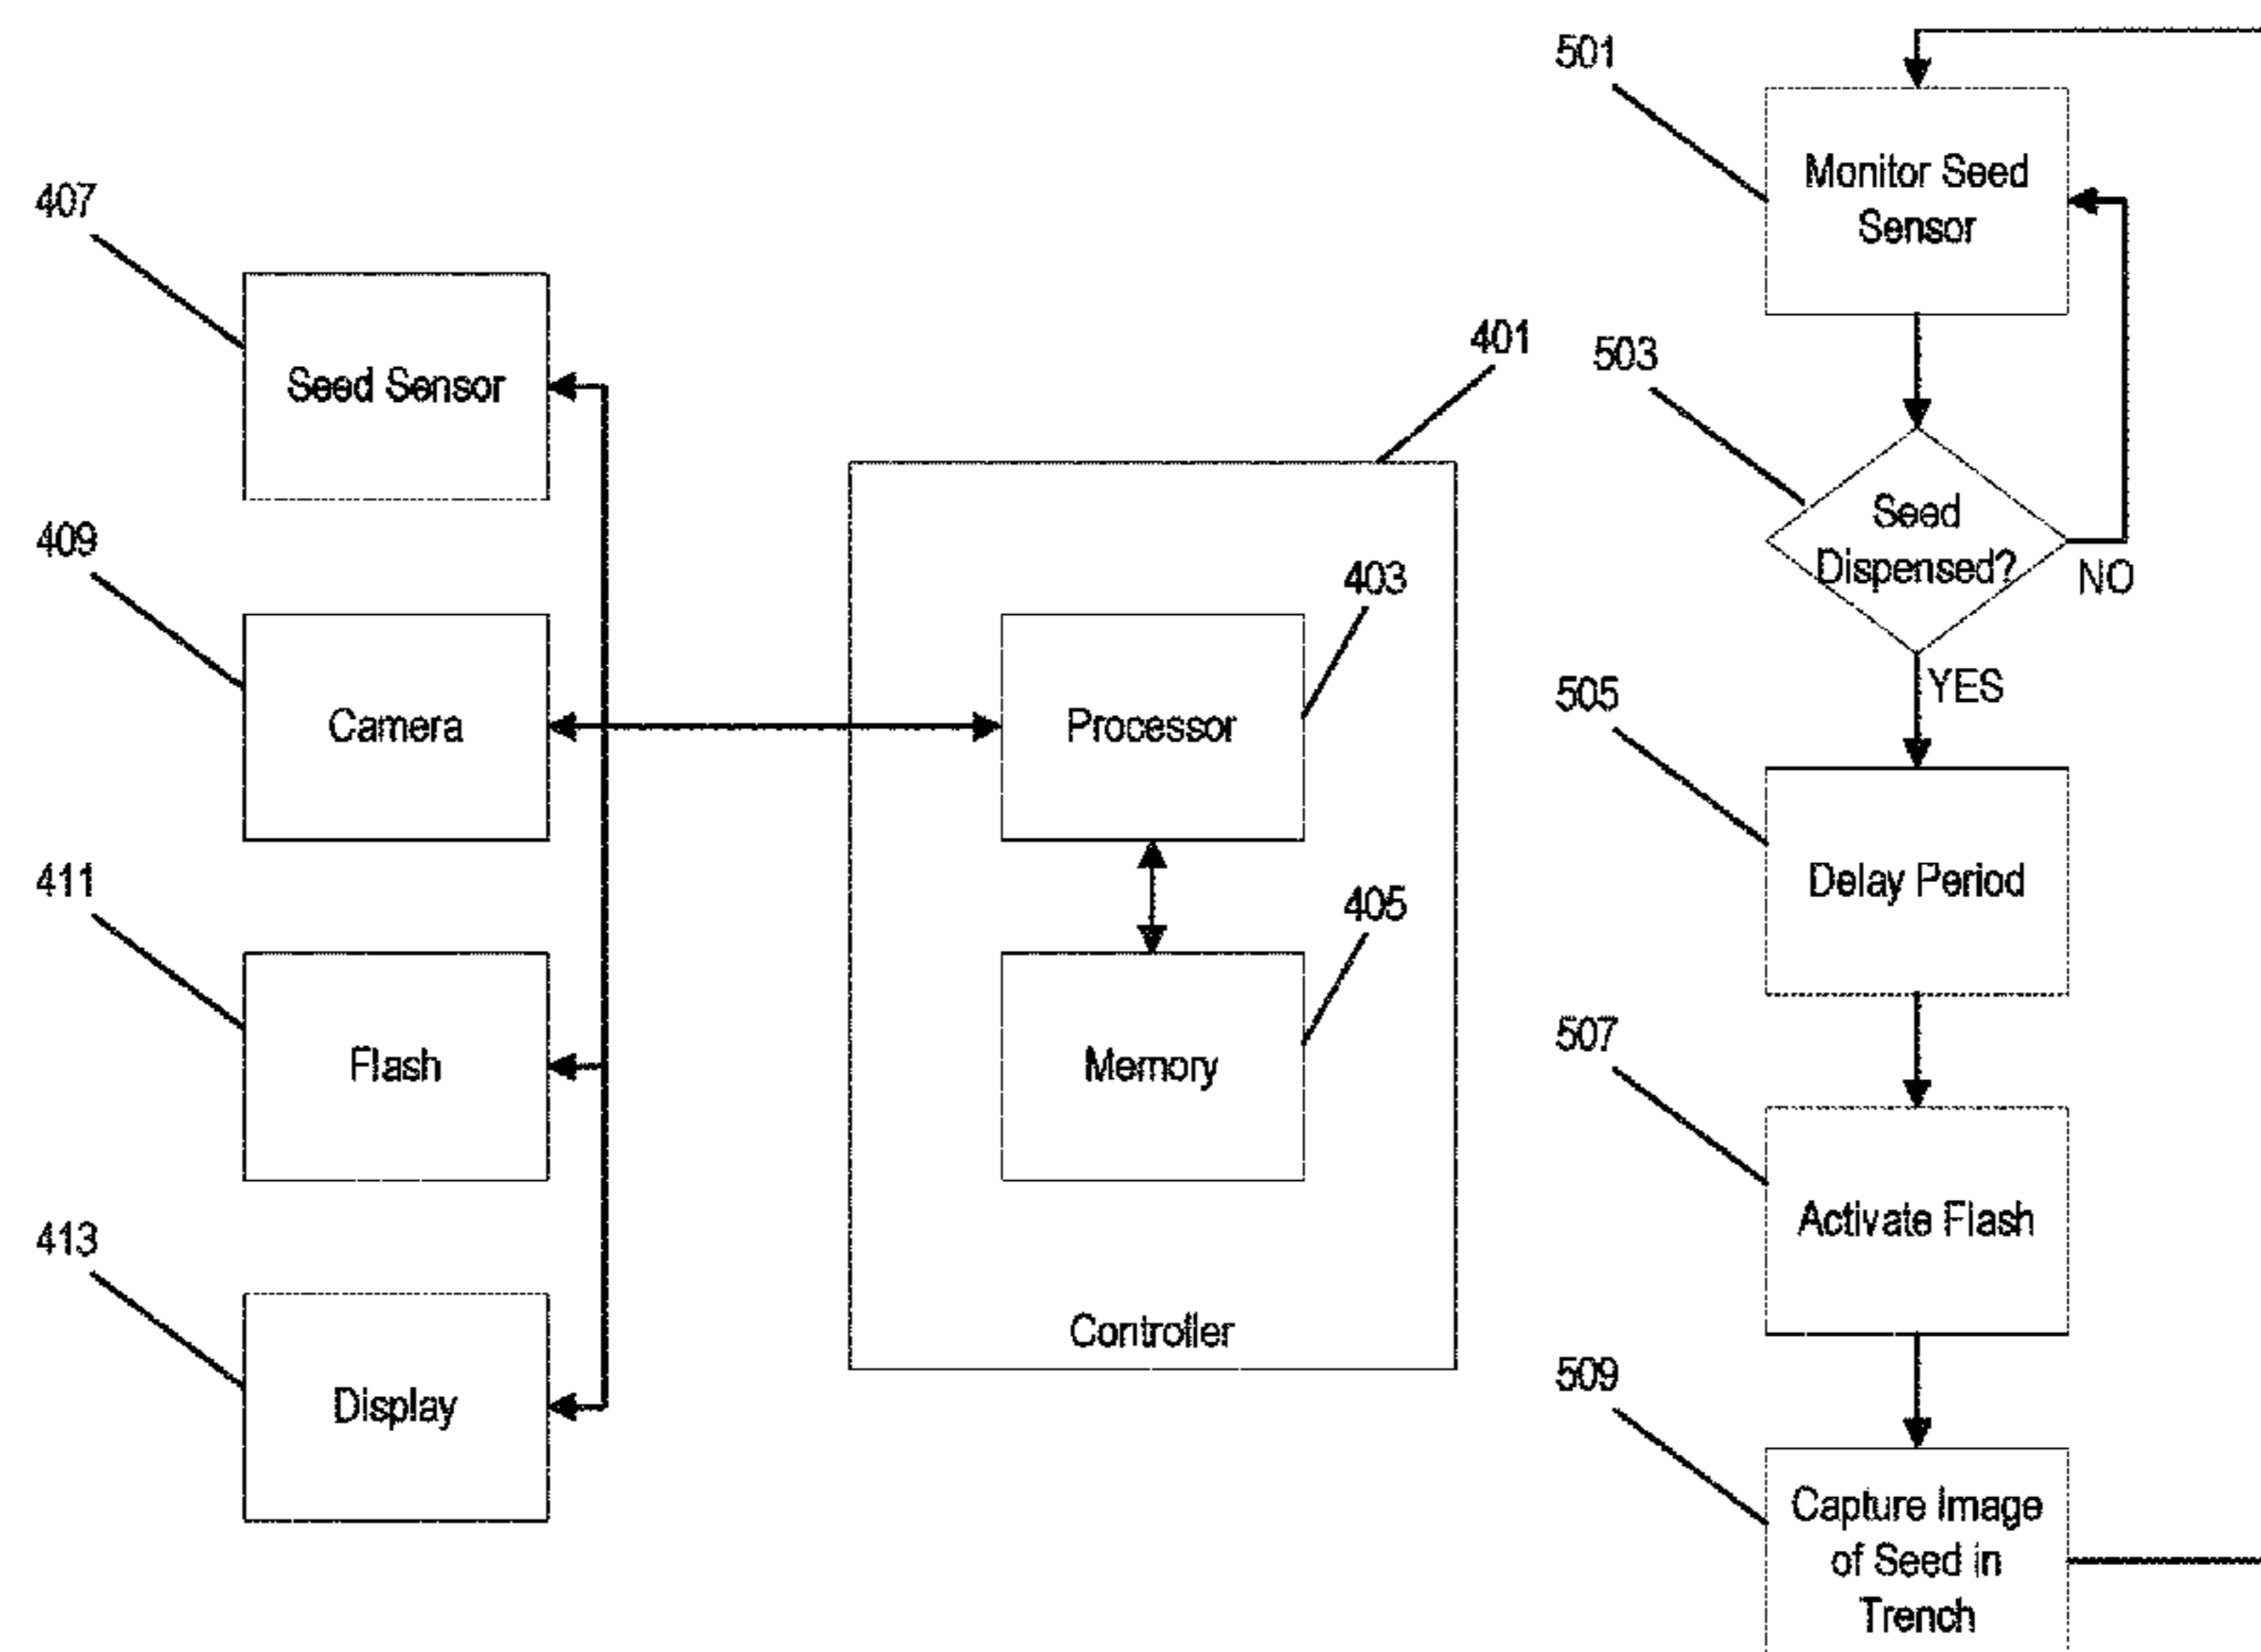 407
Seed Sensor
409
Camera
411
Flash
413
Display
401
403
Processor
405
Memory
Controller
501
Monitor Seed
Sensor
503
Seed
Dispensed?
NO
YES
505
Delay Period
507
Activate Flash
509
Capture Image
of Seed in
Trench